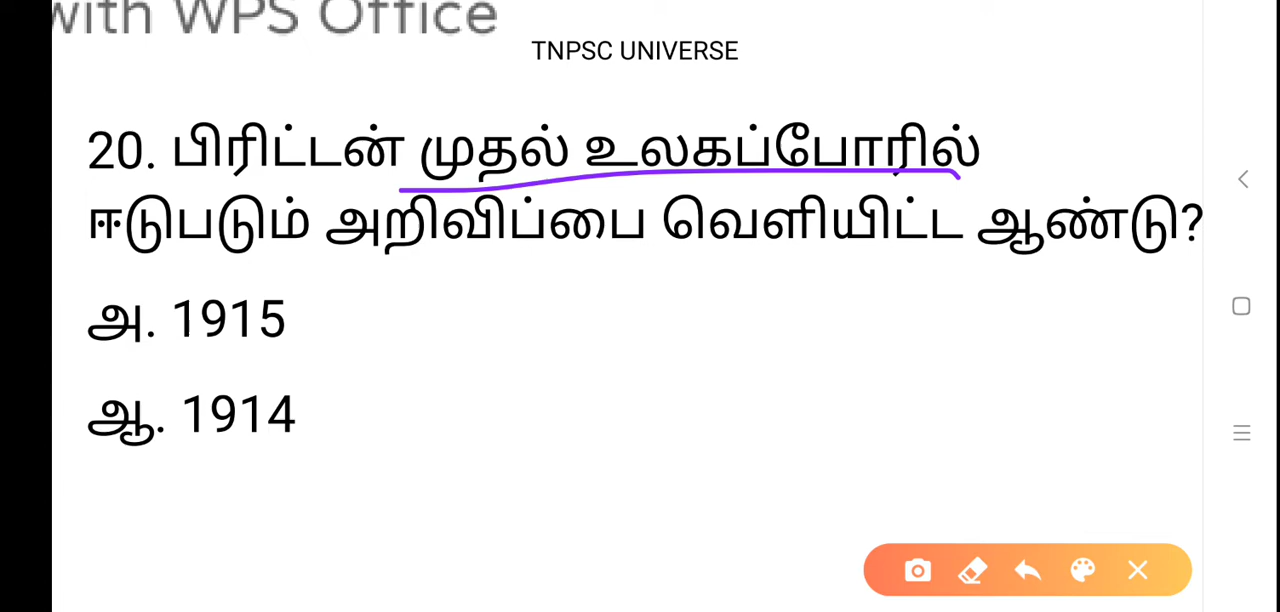 with WPS Office
TNPSC UNIVERSE
20. பிரிட்டன் முதல் உலகப்போரில்
ஈடுபடும் அறிவிப்பை வெளியிட்ட ஆண்டு?
அ. 1915
ஆ. 1914